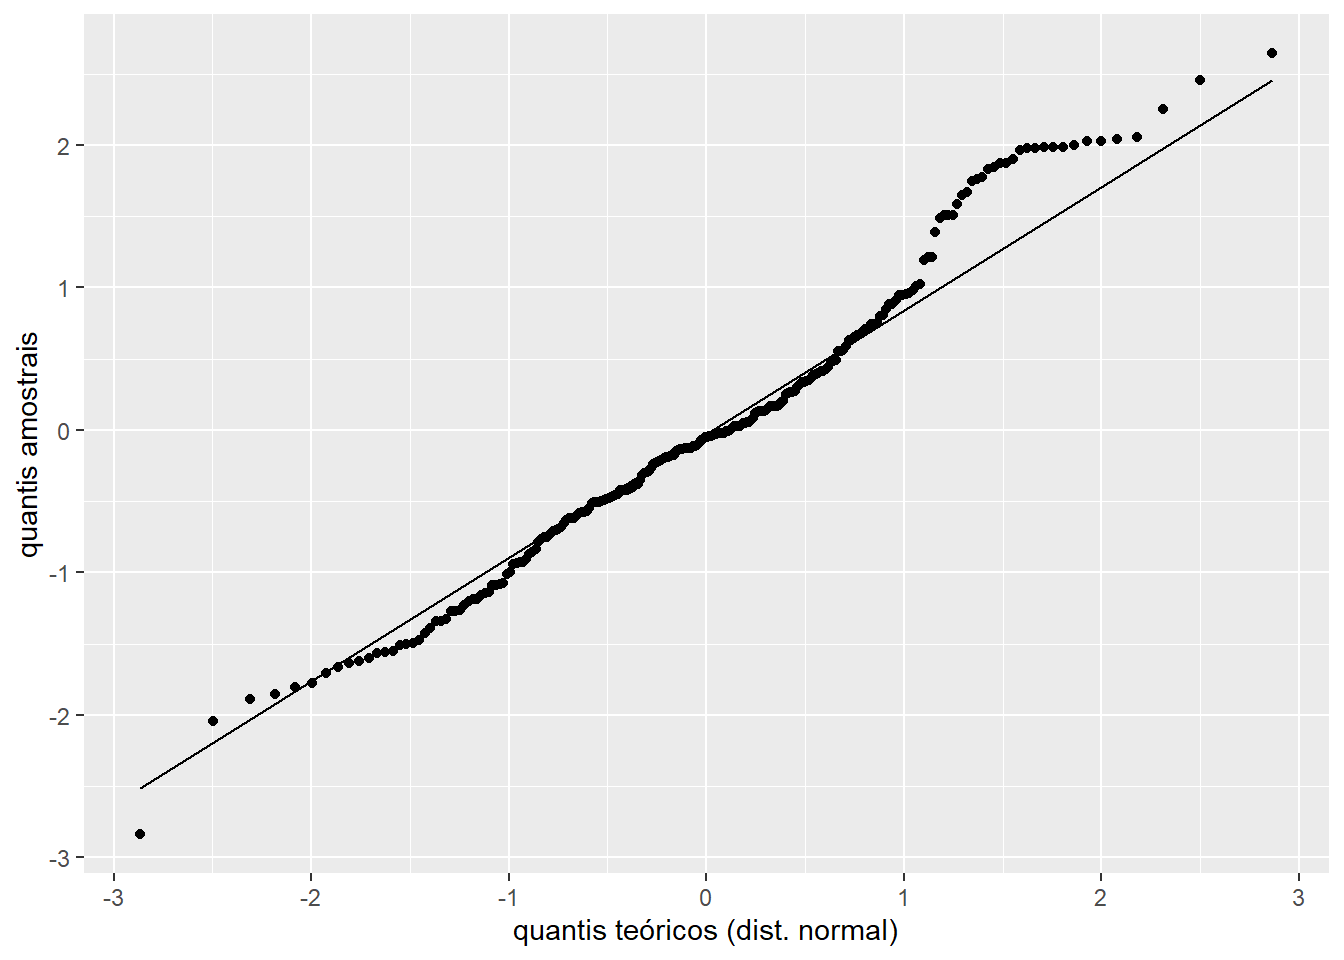 2
1
0
-1
-2
-3
quantis amostrais
-3 -2 -1 0 1 2 3
quantis teóricos (dist. normal)